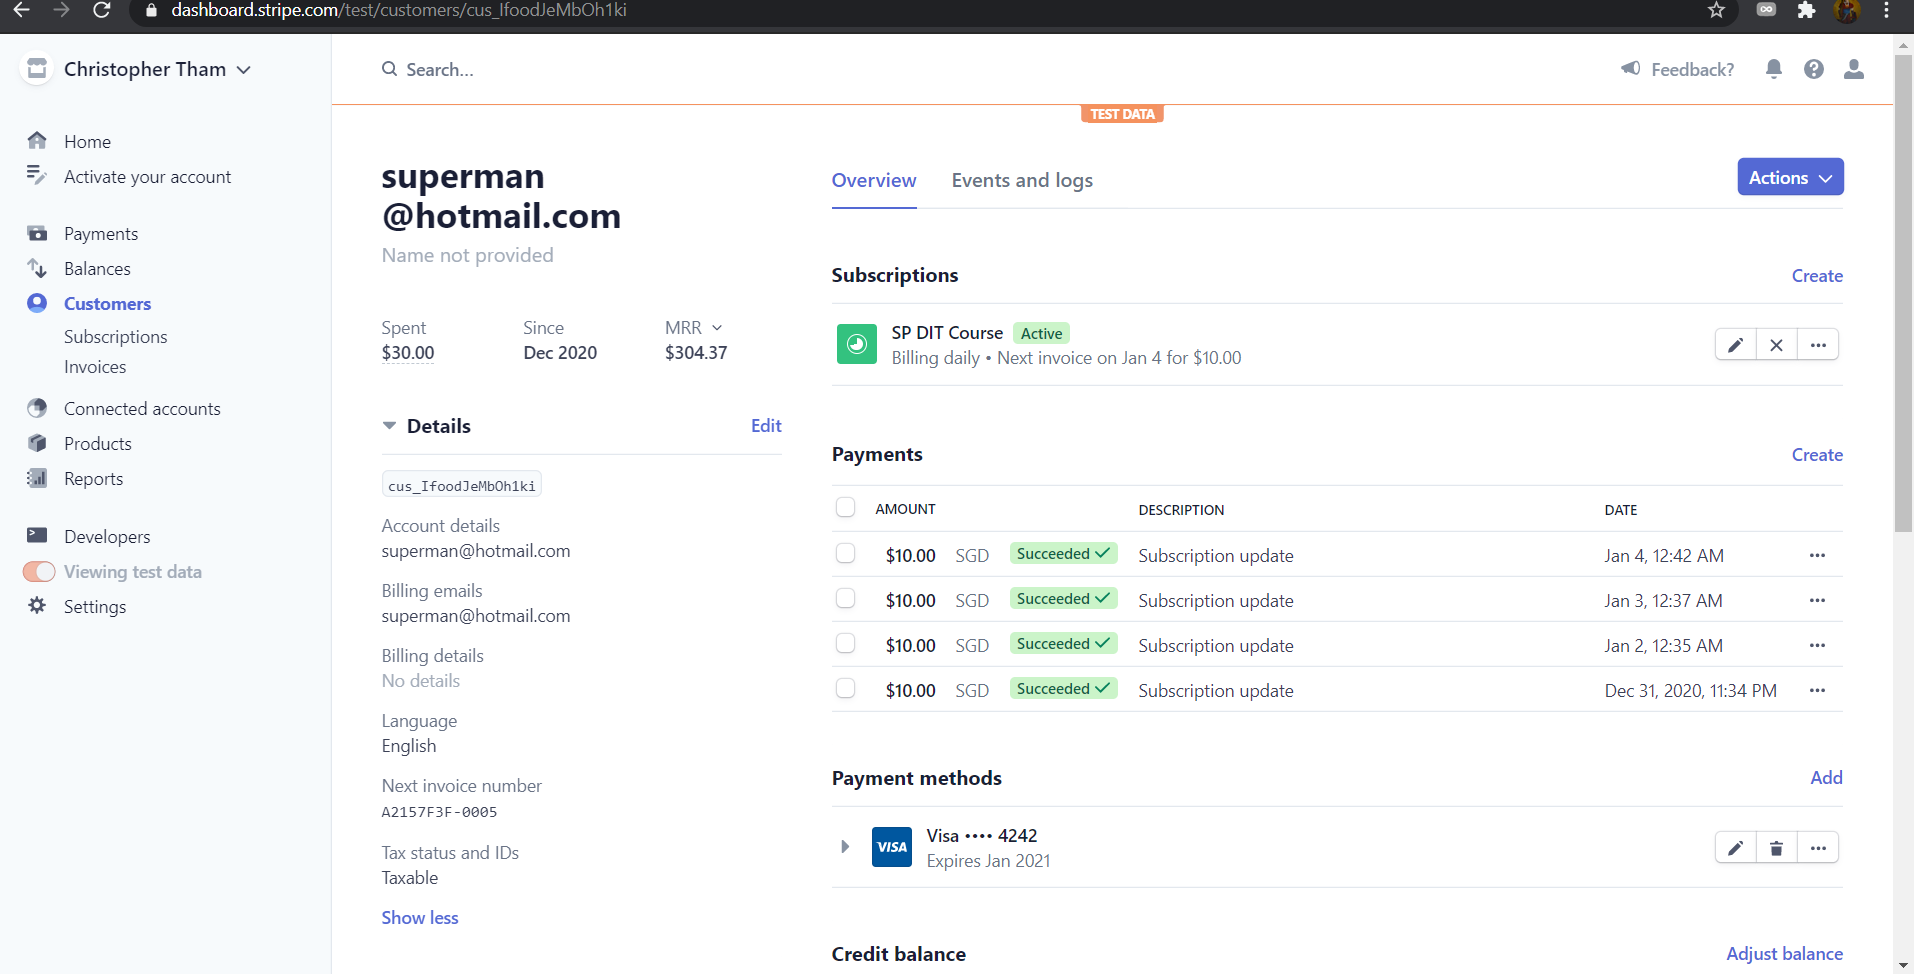 dashboard.stripe.com/test/customers/cus_IfoodJeMbOh1ki
Christopher Tham
Search...
Feedback?
TEST DATA
Home
Activate your account
Payments
Balances
Customers
Subscriptions
Invoices
Connected accounts
Products
Reports
Developers
Viewing test data
Settings
superman
@hotmail.com
Name not provided
Spent
$30.00
Since
Dec 2020
MRR
$304.37
Details
Edit
cus_IfoodJeMbOh1ki
Account details
superman@hotmail.com
Billing emails
superman@hotmail.com
Billing details
No details
Language
English
Next invoice number
A2157F3F-0005
Tax status and IDs
Taxable
Show less
Overview
Events and logs
Actions
Subscriptions
Create
SP DIT Course Active
Billing daily • Next invoice on Jan 4 for $10.00
Payments
Create
AMOUNT DESCRIPTION DATE
$10.00 SGD Succeeded Subscription update Jan 4, 12:42 AM
$10.00 SGD Succeeded Subscription update Jan 3, 12:37 AM
$10.00 SGD Succeeded Subscription update Jan 2, 12:35 AM
$10.00 SGD Succeeded Subscription update Dec 31, 2020, 11:34 PM
Payment methods
Add
VISA
Visa •••• 4242
Expires Jan 2021
Credit balance
Adjust balance